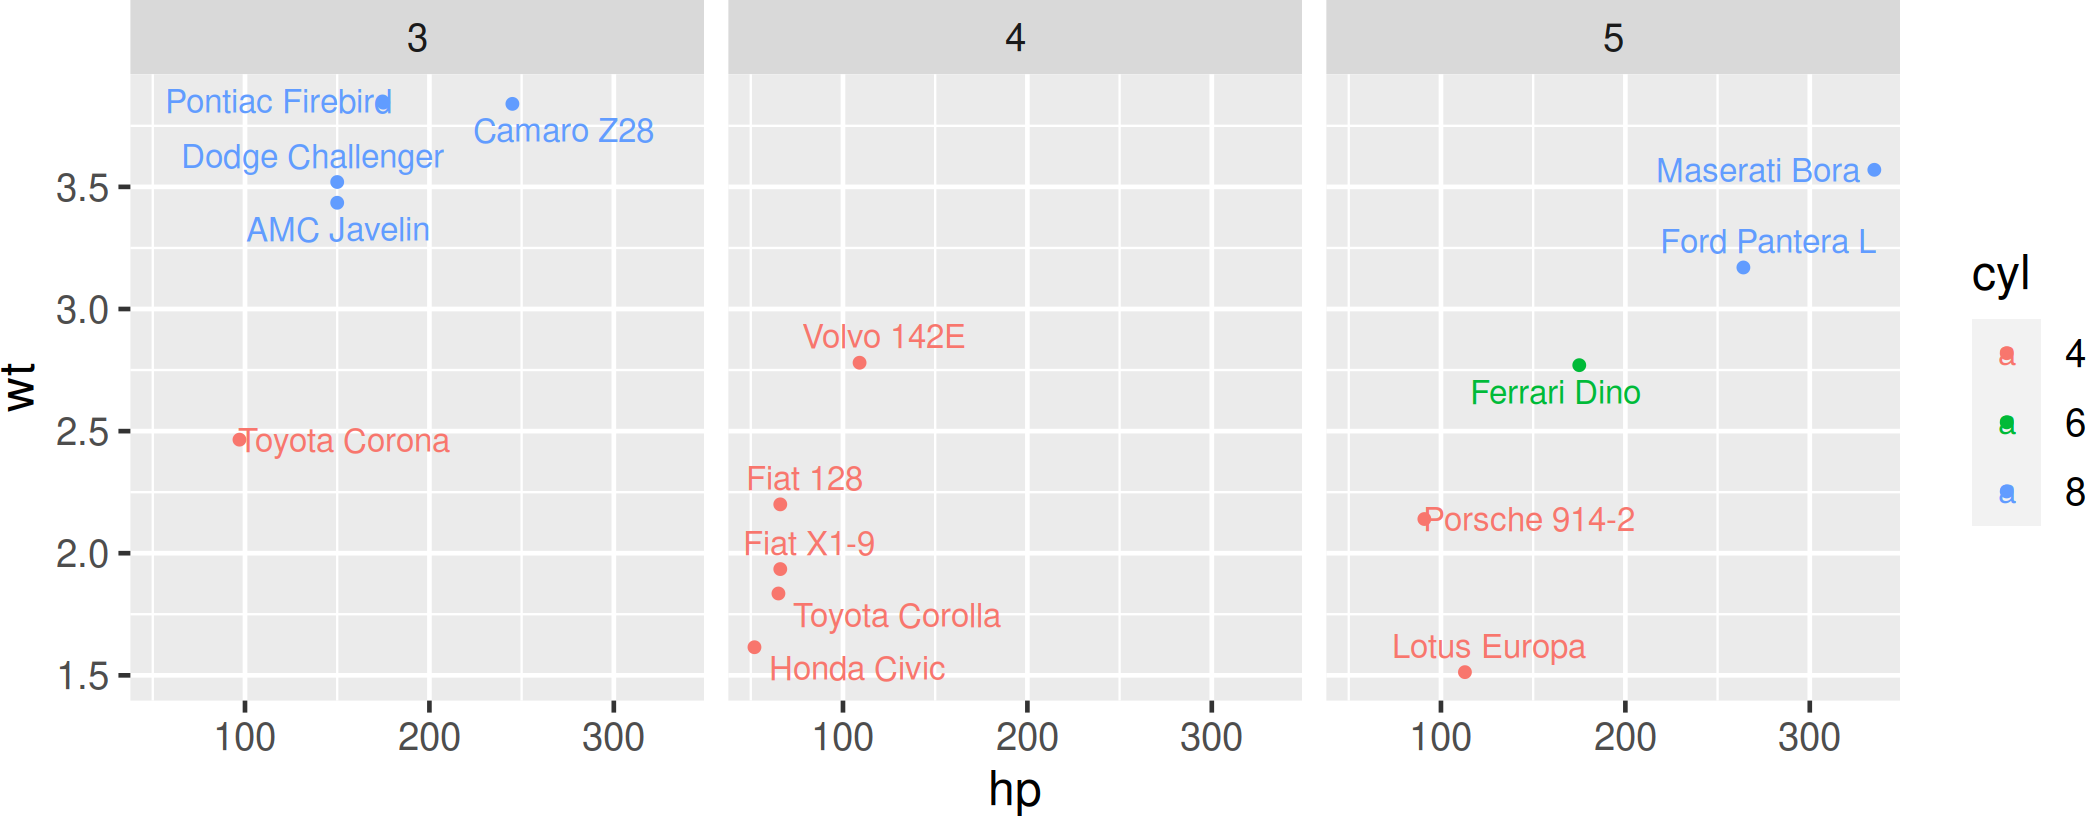 3
4
5
Pontiac Firebird
Camaro Z28
Dodge Challenger
AMC Javelin
Toyota Corona
Volvo 142E
Fiat 128
Fiat X1-9
Toyota Corolla
Honda Civic
Maserati Bora
Ford Pantera L
Ferrari Dino
Porsche 914-2
Lotus Europa
3.5
3.0
2.5
2.0
1.5
wt
100 200 300
100 200 300
100 200 300
hp
cyl
a 4
a 6
a 8